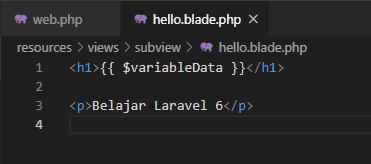 web.php hello.blade.php ×
resources > views > subview > hello.blade.php
1 <h1>{{ $variableData }}</h1>
2
3 <p>Belajar Laravel 6</p>
4